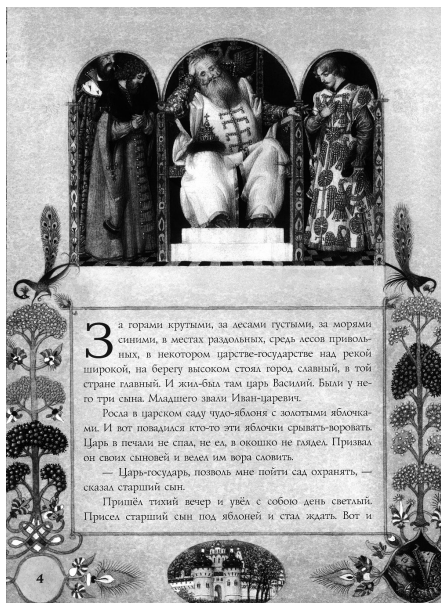 За горами крутыми, за лесами густыми, за морями
синими, в местах раздольных, средь лесов приволь-
ных, в некотором царстве-государстве над рекой
широкой, на берегу высоком стоял город славный, в той
стране главный. И жил-был там царь Василий. Были у не-
го три сына. Младшего звали Иван-царевич.
Росла в царском саду чудо-яблоня с золотыми яблочка-
ми. И вот повадился кто-то эти яблочки срывать-воровать.
Царь в печали не спал, не ел, в окошко не глядел. Призвал
он своих сыновей и велел им вора словить.
— Царь-государь, позволь мне пойти сад охранять, —
сказал старший сын.
Пришёл тихий вечер и увёл с собою день светлый.
Присел старший сын под яблоней и стал ждать. Вот и
4